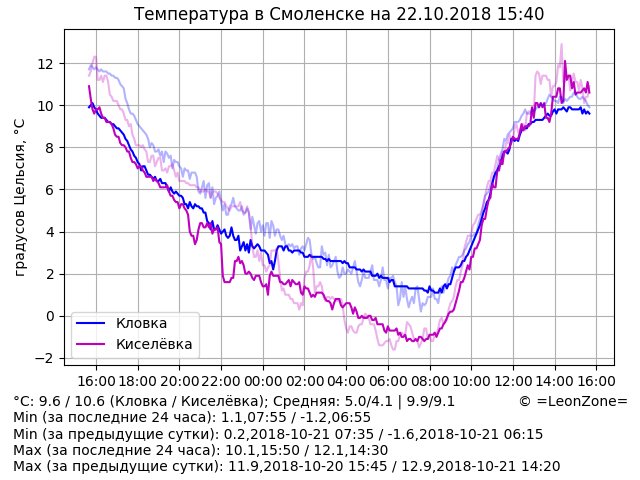 Температура в Смоленске на 22.10.2018 15:40
градусов Цельсия, °C
12
10
8
6
4
2
0
−2
Кловка
Киселёвка
16:00 18:00 20:00 22:00 00:00 02:00 04:00 06:00 08:00 10:00 12:00 14:00 16:00
°C: 9.6 / 10.6 (Кловка / Киселёвка); Средняя: 5.0/4.1 | 9.9/9.1 © =LeonZone=
Min (за последние 24 часа): 1.1,07:55 / -1.2,06:55
Min (за предыдущие сутки): 0.2,2018-10-21 07:35 / -1.6,2018-10-21 06:15
Max (за последние 24 часа): 10.1,15:50 / 12.1,14:30
Max (за предыдущие сутки): 11.9,2018-10-20 15:45 / 12.9,2018-10-21 14:20